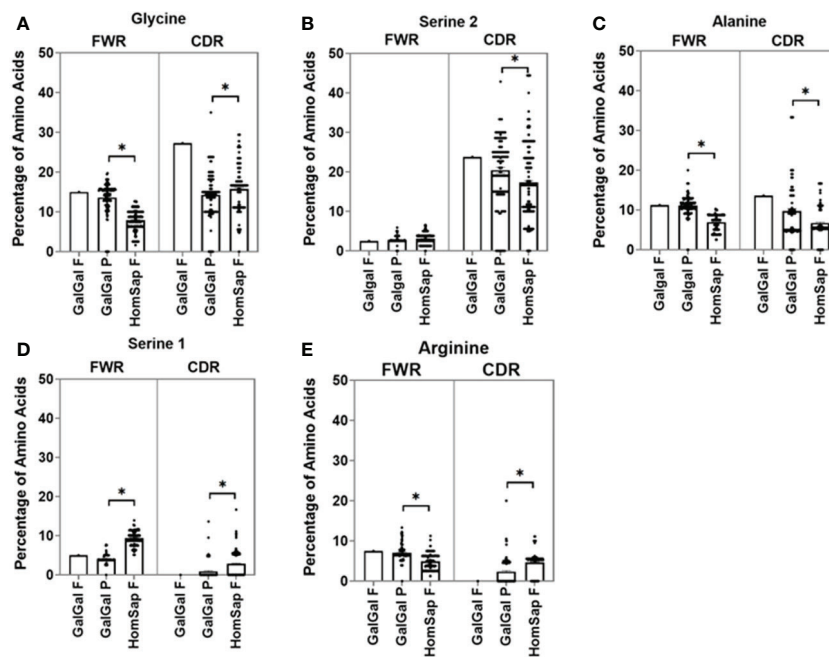 A
Glycine
FWR CDR
Percentage of Amino Acids
50
40
30
20
10
0
*
*
GalGal F
GalGal P
HomSap F
GalGal F
GalGal P
HomSap F
B
Serine 2
FWR CDR
Percentage of Amino Acids
50
40
30
20
10
0
*
Galgal F
Galgal P
HomSap F
GalGal F
GalGal P
HomSap F
C
Alanine
FWR CDR
Percentage of Amino Acids
50
40
30
20
10
0
*
*
GalGal F
Galgal P
HomSap F
GalGal F
GalGal P
HomSap F
D
Serine 1
FWR CDR
Percentage of Amino Acids
50
40
30
20
10
0
*
*
GalGal F
GalGal P
HomSap F
GalGal F
GalGal P
HomSap F
E
Arginine
FWR CDR
Percentage of Amino Acids
50
40
30
20
10
0
*
*
GalGal F
GalGal P
HomSap F
GalGal F
GalGal P
HomSap F